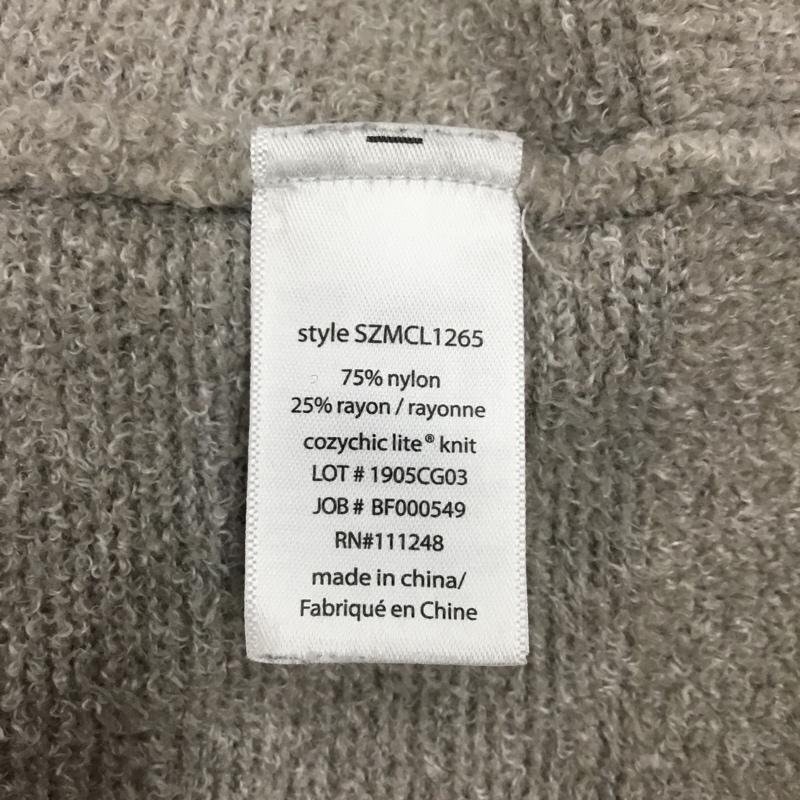 style SZMCL1265
75% nylon
25% rayon / rayonne
cozychic lite® knit
LOT # 1905CG03
JOB # BF000549
RN#111248
made in china/
Fabriqué en Chine